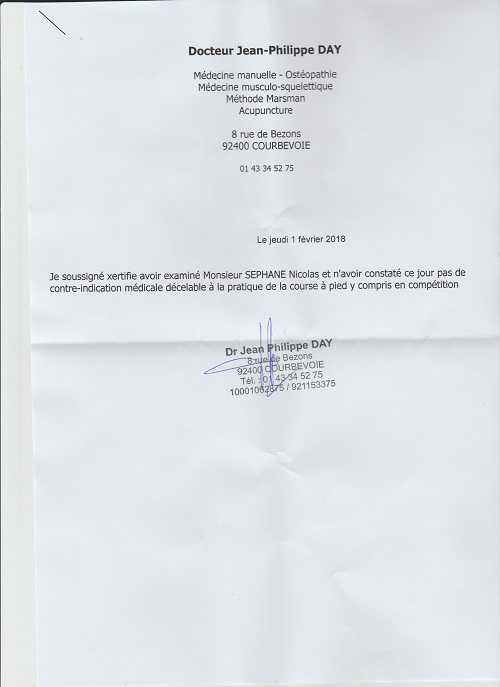 Docteur Jean-Philippe DAY
Médecine manuelle - Ostéopathie
Médecine musculo-squelettique
Méthode Marsman
Acupuncture
8 rue de Bezons
92400 COURBEVOIE
01 43 34 52 75
Le jeudi 1 février 2018
Je soussigné xertifie avoir examiné Monsieur SEPHANE Nicolas et n'avoir constaté ce jour pas de
contre-indication médicale décelable à la pratique de la course à pied y compris en compétition
Dr Jean Philippe DAY
8 rue de Bezons
92400 COURBEVOIE
Tél. : 01 43 34 52 75
/ 921153375